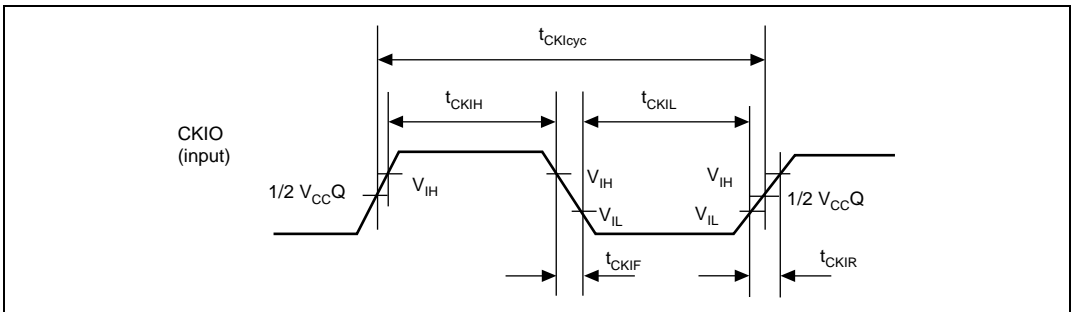 tCKIcyc
tCKIH
tCKIL
CKIO
(input)
1/2 VCCQ
VIH
VIH
VIL
VIH
VIL
1/2 VCCQ
tCKIF
tCKIR